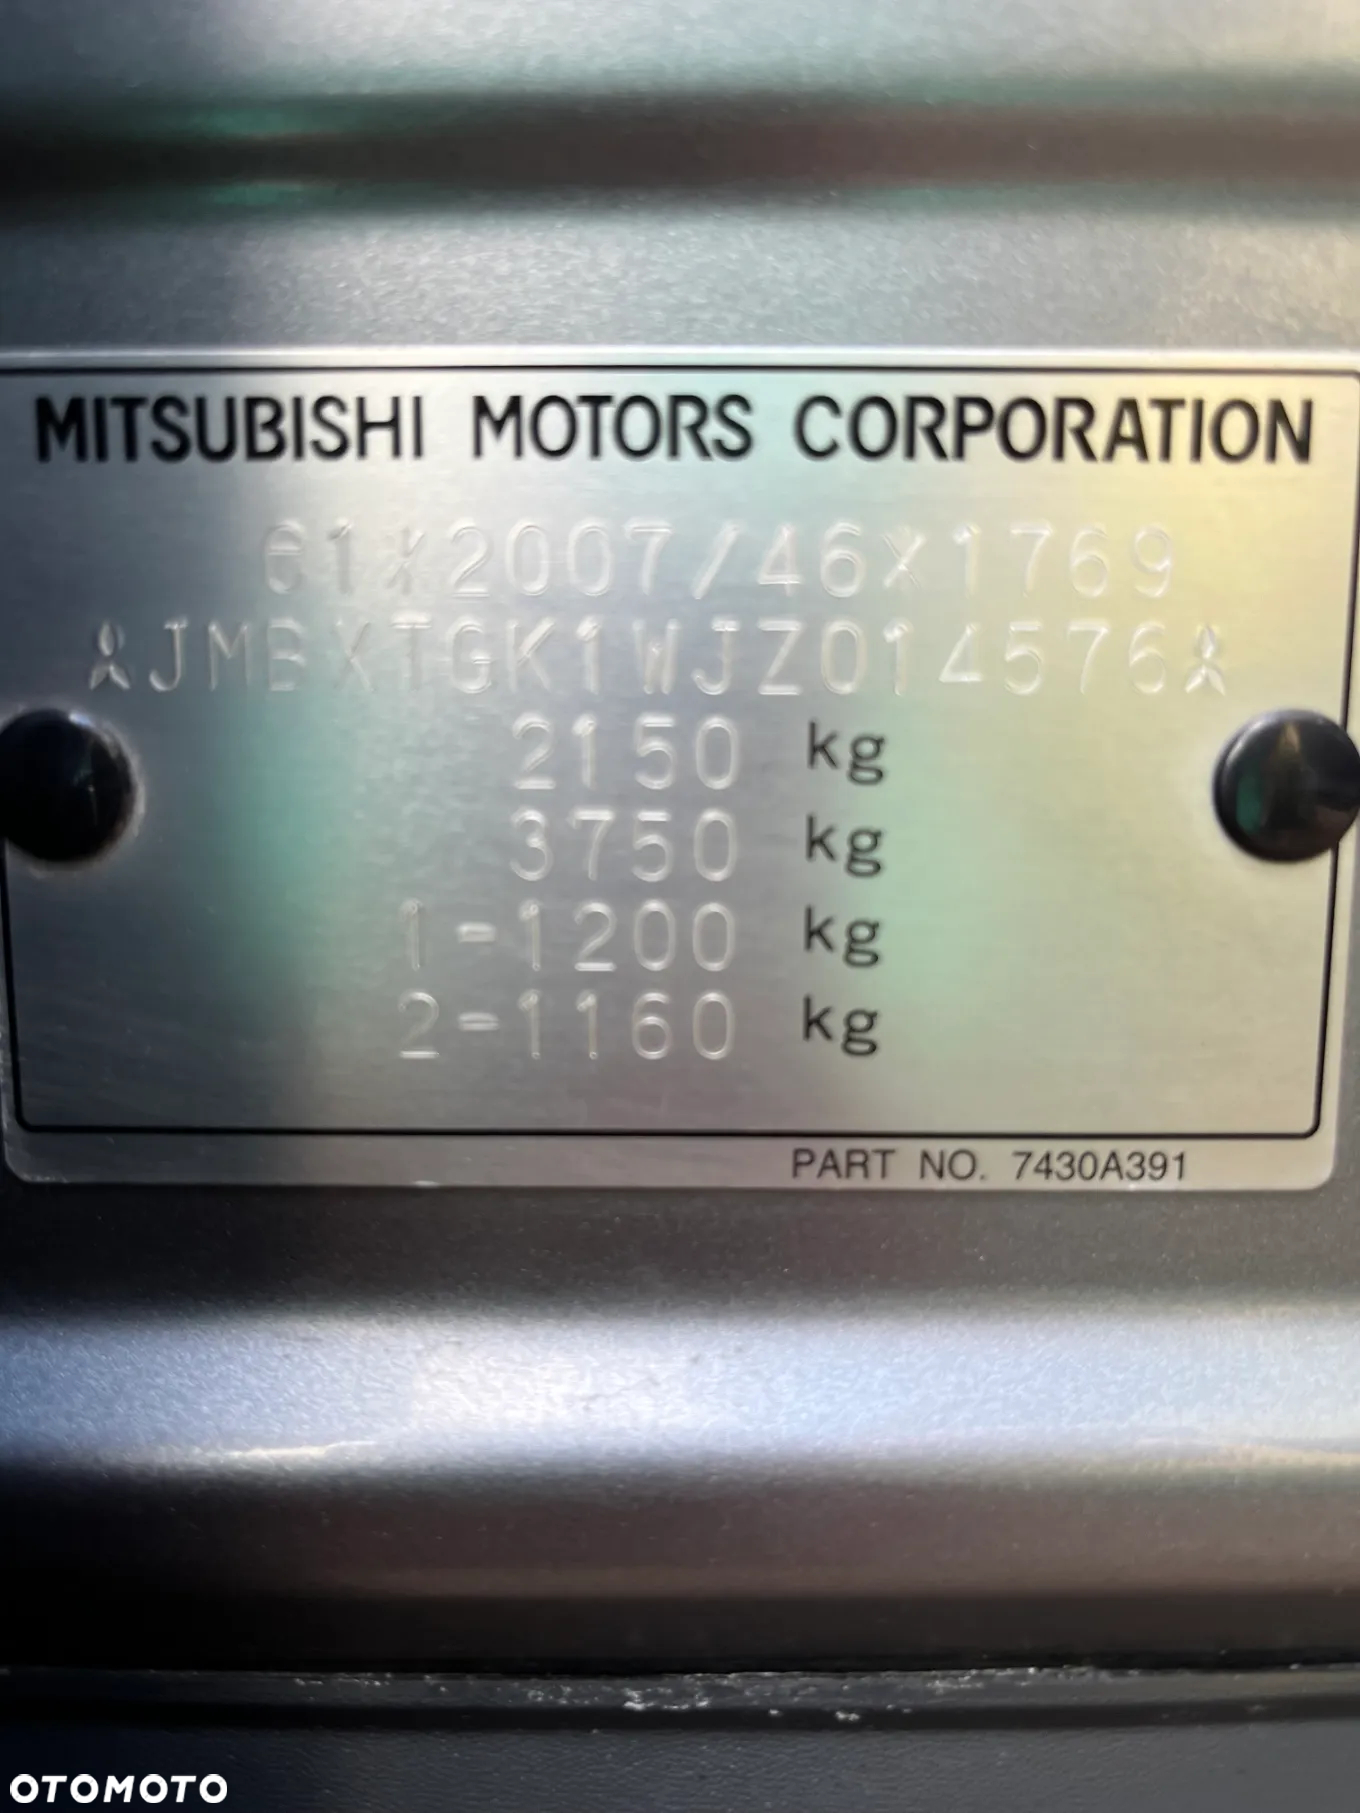 MITSUBISHI MOTORS CORPORATION
e1*2007/46*1769
JMBXTGK1WJZ014576
2150 kg
3750 kg
1-1200 kg
2-1160 kg
PART NO. 7430A391
OTOMOTO